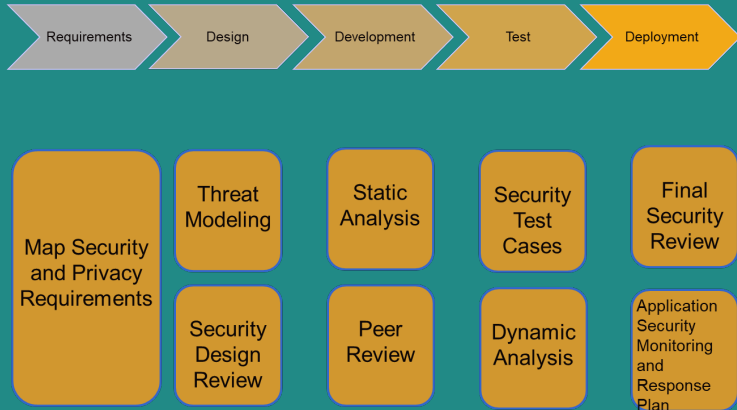 Requirements
Design
Development
Test
Deployment
Map Security
and Privacy
Requirements
Threat
Modeling
Static
Analysis
Security
Test
Cases
Final
Security
Review
Security
Design
Review
Peer
Review
Dynamic
Analysis
Application
Security
Monitoring
and
Response
Plan